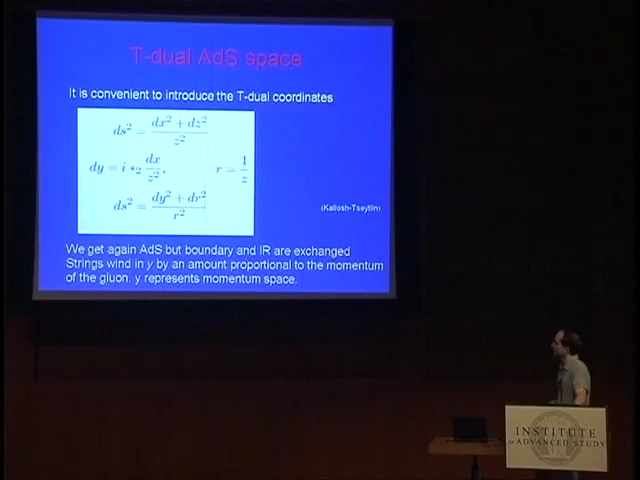 T-dual AdS space
It is convenient to introduce the T-dual coordinates
ds² = (dx² + dz²) / z²
dy = i *₂ dx / z² ,    r = 1 / z
ds² = (dy² + dr²) / r²
(Kallosh-Tseytlin)
We get again AdS but boundary and IR are exchanged
Strings wind in y by an amount proportional to the momentum
of the gluon. y represents momentum space.
INSTITUTE
for ADVANCED STUDY